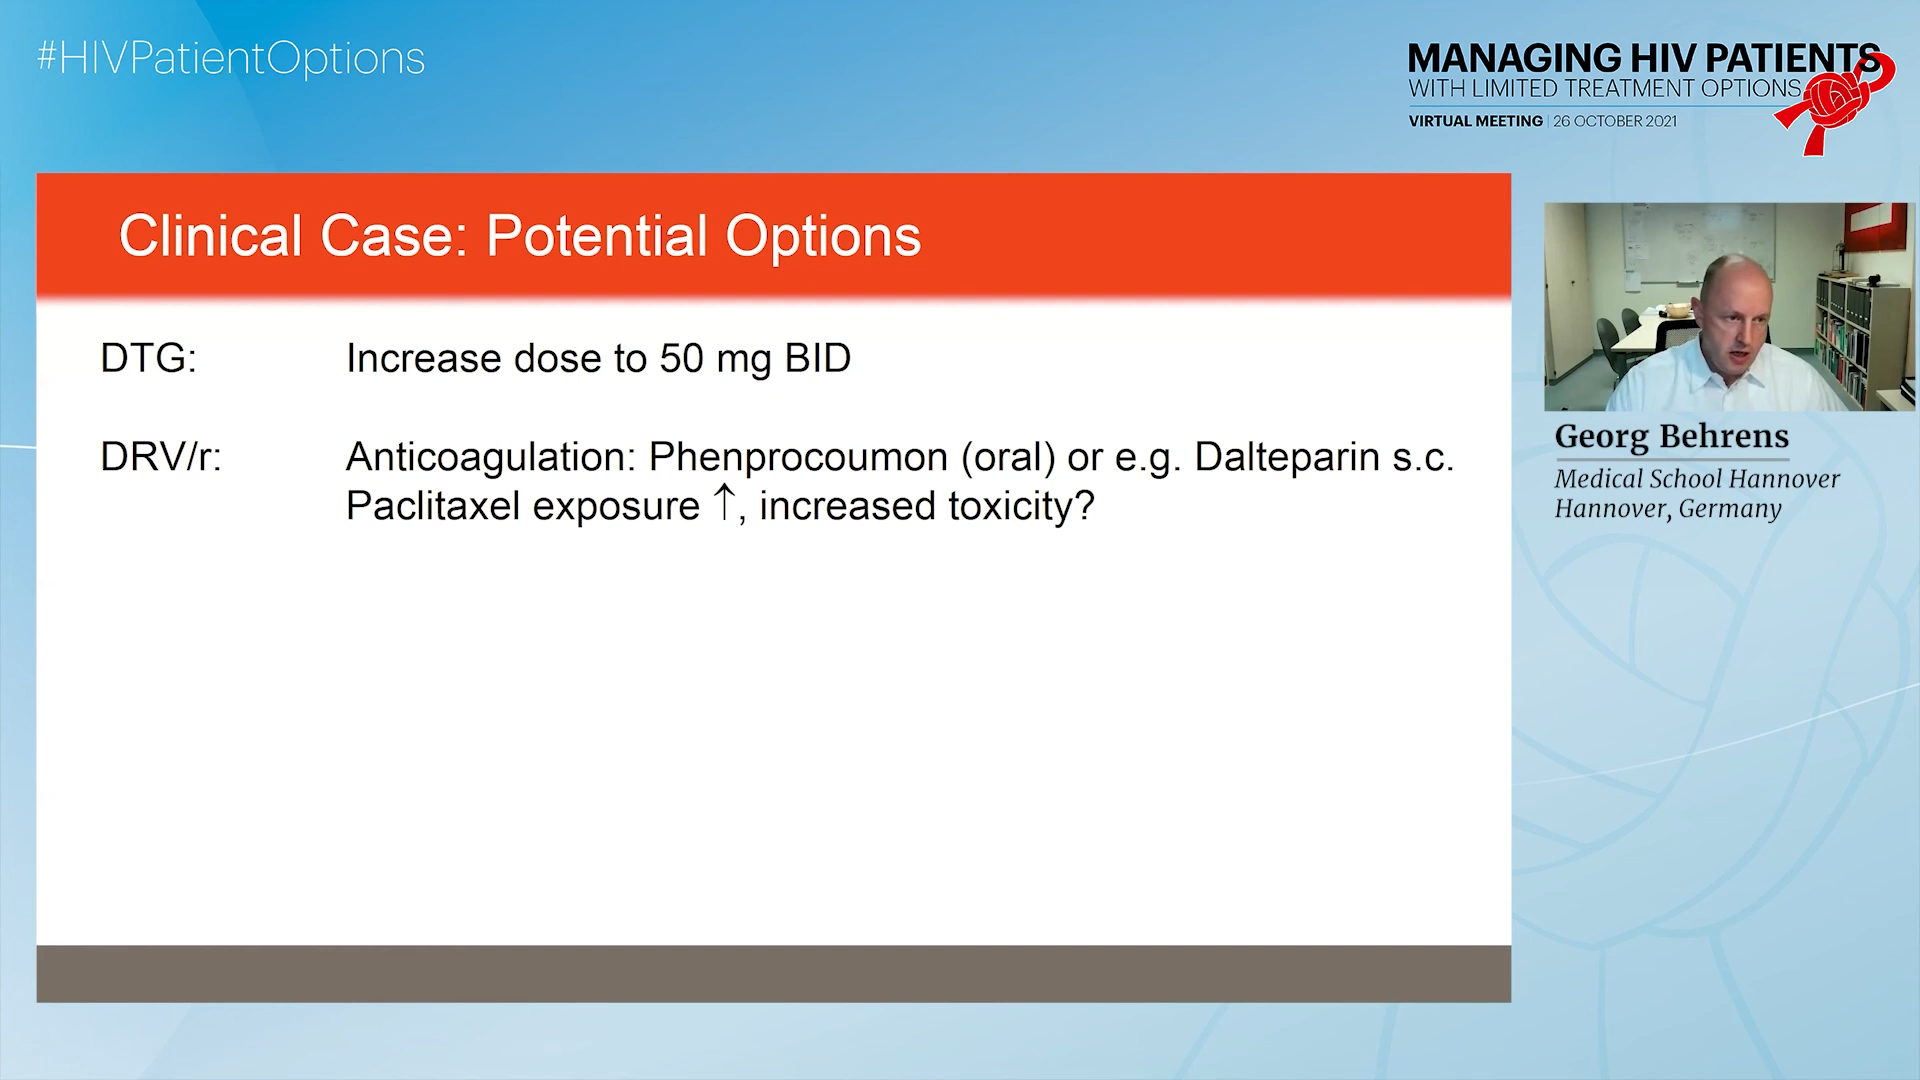 #HIVPatientOptions
MANAGING HIV PATIENTS
WITH LIMITED TREATMENT OPTIONS
VIRTUAL MEETING | 26 OCTOBER 2021
Clinical Case: Potential Options
DTG: Increase dose to 50 mg BID
DRV/r: Anticoagulation: Phenprocoumon (oral) or e.g. Dalteparin s.c.
Paclitaxel exposure ↑, increased toxicity?
Georg Behrens
Medical School Hannover
Hannover, Germany